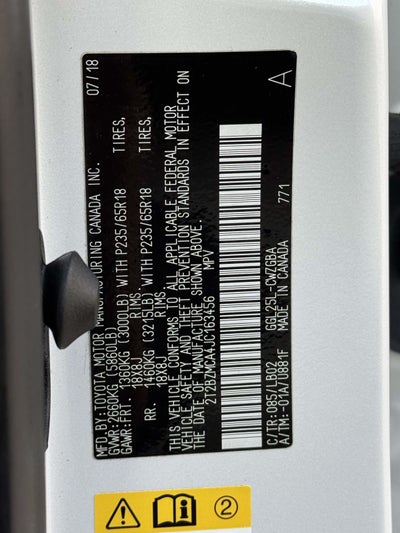 MFD.BY:TOYOTA MOTOR MANUFACTURING CANADA INC. 07/18
GVWR:2660KG(5860LB)
GAWR:FRT. 1360KG(3000LB) WITH P235/65R18 TIRES,
18X8J RIMS,
RR. 1460KG(3215LB) WITH P235/65R18 TIRES,
18X8J RIMS.
THIS VEHICLE CONFORMS TO ALL APPLICABLE FEDERAL MOTOR
VEHICLE SAFETY AND THEFT PREVENTION STANDARDS IN EFFECT ON
THE DATE OF MANUFACTURE SHOWN ABOVE.
2T2BZMCA4JC163456 MPV
C/TR:085/LB02 GGL25L-CWZGBA
A/TM:-01A/U881F MADE IN CANADA 771
A
2